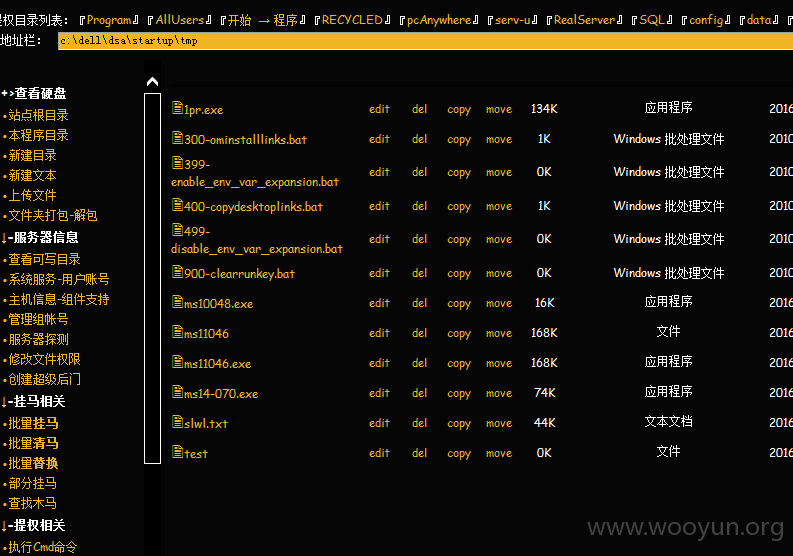 提权目录列表: 『Program』 『AllUsers』 『开始 → 程序』 『RECYCLED』 『pcAnywhere』 『serv-u』 『RealServer』 『SQL』 『config』 『data』
地址栏: c:\dell\dsa\startup\tmp
+>查看硬盘
•站点根目录
•本程序目录
•新建目录
•新建文本
•上传文件
•文件夹打包-解包
↓-服务器信息
•查看可写目录
•系统服务-用户账号
•主机信息-组件支持
•管理组帐号
•服务器探测
•修改文件权限
•创建超级后门
↓-挂马相关
•批量挂马
•批量清马
•批量替换
•部分挂马
•查找木马
↓-提权相关
•执行Cmd命令
1pr.exe edit del copy move 134K 应用程序 2016
300-ominstalllinks.bat edit del copy move 1K Windows 批处理文件 2010
399-
enable_env_var_expansion.bat edit del copy move 0K Windows 批处理文件 2010
400-copydesktoplinks.bat edit del copy move 1K Windows 批处理文件 2010
499-
disable_env_var_expansion.bat edit del copy move 0K Windows 批处理文件 2010
900-clearrunkey.bat edit del copy move 0K Windows 批处理文件 2010
ms10048.exe edit del copy move 16K 应用程序 2016
ms11046 edit del copy move 168K 文件 2016
ms11046.exe edit del copy move 168K 应用程序 2016
ms14-070.exe edit del copy move 74K 应用程序 2016
slwl.txt edit del copy move 44K 文本文档 2016
test edit del copy move 0K 文件 2016
www.wooyun.org